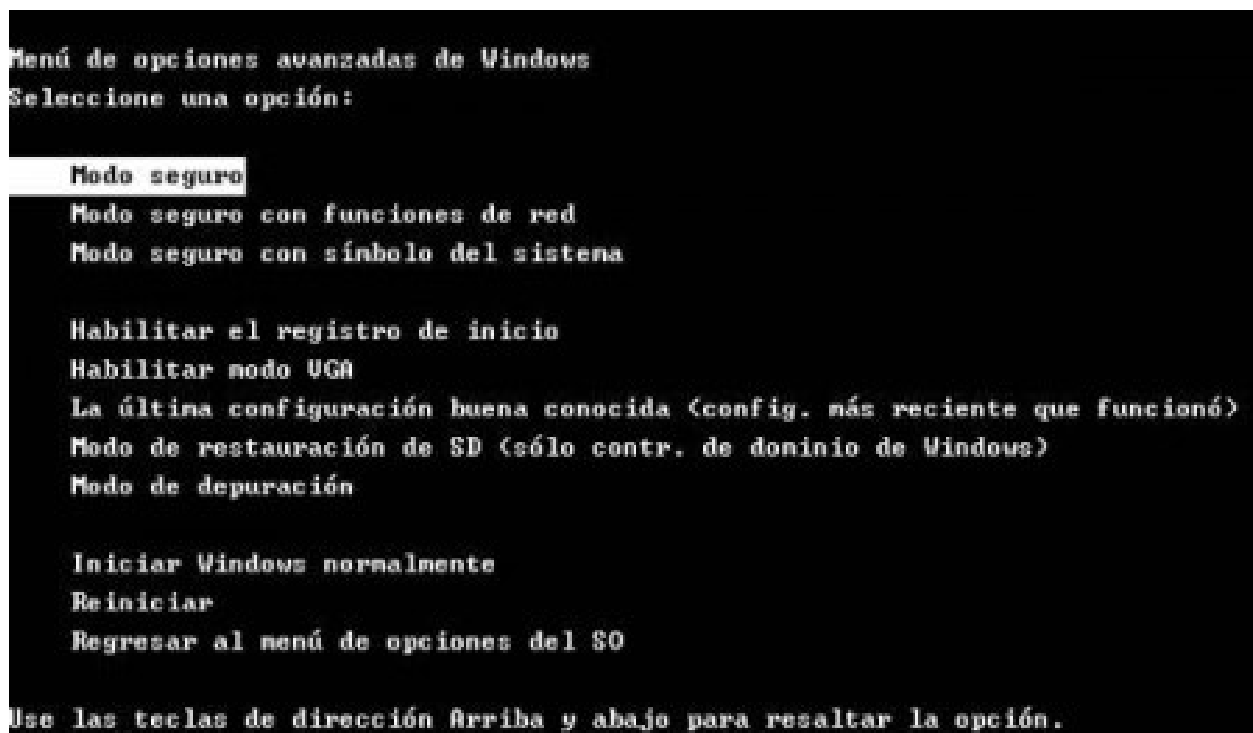 Menú de opciones avanzadas de Windows
Seleccione una opción:
Modo seguro
Modo seguro con funciones de red
Modo seguro con símbolo del sistema
Habilitar el registro de inicio
Habilitar modo VGA
La última configuración buena conocida (config. más reciente que funcionó)
Modo de restauración de SD (sólo contr. de dominio de Windows)
Modo de depuración
Iniciar Windows normalmente
Reiniciar
Regresar al menú de opciones del SO
Use las teclas de dirección Arriba y abajo para resaltar la opción.